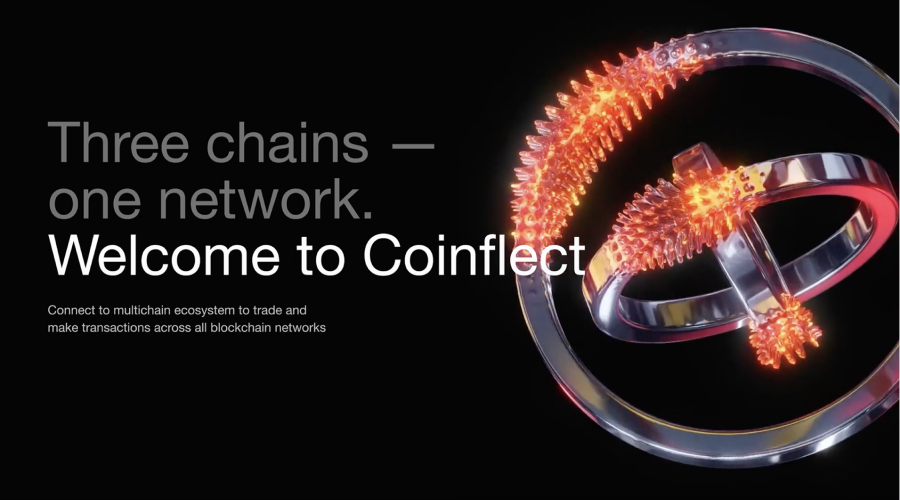 Three chains —
one network.
Welcome to Coinflect
Connect to multichain ecosystem to trade and
make transactions across all blockchain networks